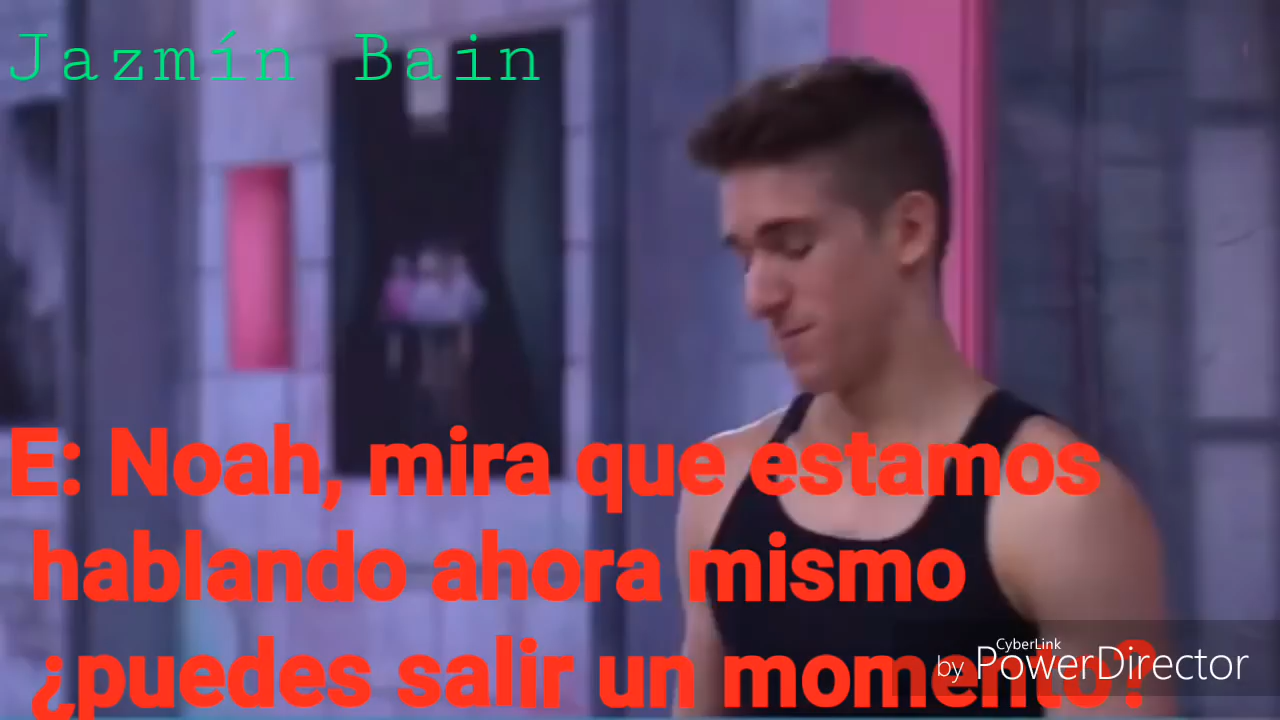 Jazmín Bain
E: Noah, mira que estamos
hablando ahora mismo
¿puedes salir un momento?
CyberLink
by PowerDirector